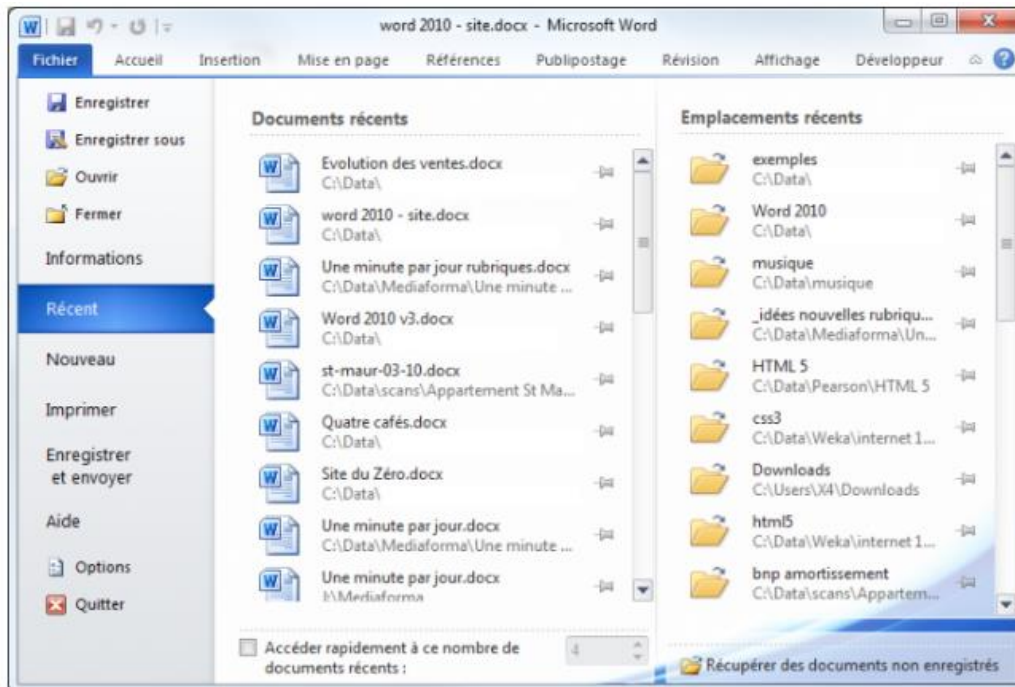 word 2010 - site.docx - Microsoft Word
Fichier Accueil Insertion Mise en page Références Publipostage Révision Affichage Développeur
Enregistrer
Enregistrer sous
Ouvrir
Fermer
Informations
Récent
Nouveau
Imprimer
Enregistrer
et envoyer
Aide
Options
Quitter
Documents récents
Evolution des ventes.docx
C:\Data\
word 2010 - site.docx
C:\Data\
Une minute par jour rubriques.docx
C:\Data\Mediaforma\Une minute ...
Word 2010 v3.docx
C:\Data\
st-maur-03-10.docx
C:\Data\scans\Appartement St Ma...
Quatre cafés.docx
C:\Data\
Site du Zéro.docx
C:\Data\
Une minute par jour.docx
C:\Data\Mediaforma\Une minute ...
Une minute par jour.docx
I:\Mediaforma
Accéder rapidement à ce nombre de
documents récents :
4
Emplacements récents
exemples
C:\Data\
Word 2010
C:\Data\
musique
C:\Data\musique
_idées nouvelles rubriqu...
C:\Data\Mediaforma\Un...
HTML 5
C:\Data\Pearson\HTML 5
css3
C:\Data\Weka\internet 1...
Downloads
C:\Users\X4\Downloads
html5
C:\Data\Weka\internet 1...
bnp amortissement
C:\Data\scans\Appartem...
Récupérer des documents non enregistrés